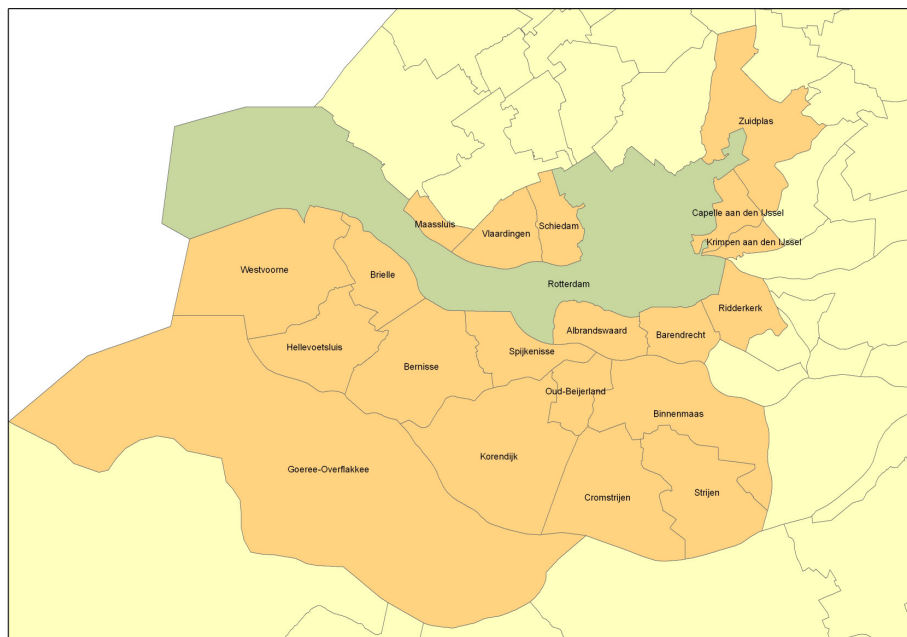 Zuidplas
Capelle aan den IJssel
Maassluis
Schiedam
Vlaardingen
Krimpen aan den IJssel
Westvoorne
Brielle
Rotterdam
Ridderkerk
Albrandswaard
Barendrecht
Hellevoetsluis
Spijkenisse
Bernisse
Oud-Beijerland
Binnenmaas
Korendijk
Goeree-Overflakkee
Strijen
Cromstrijen